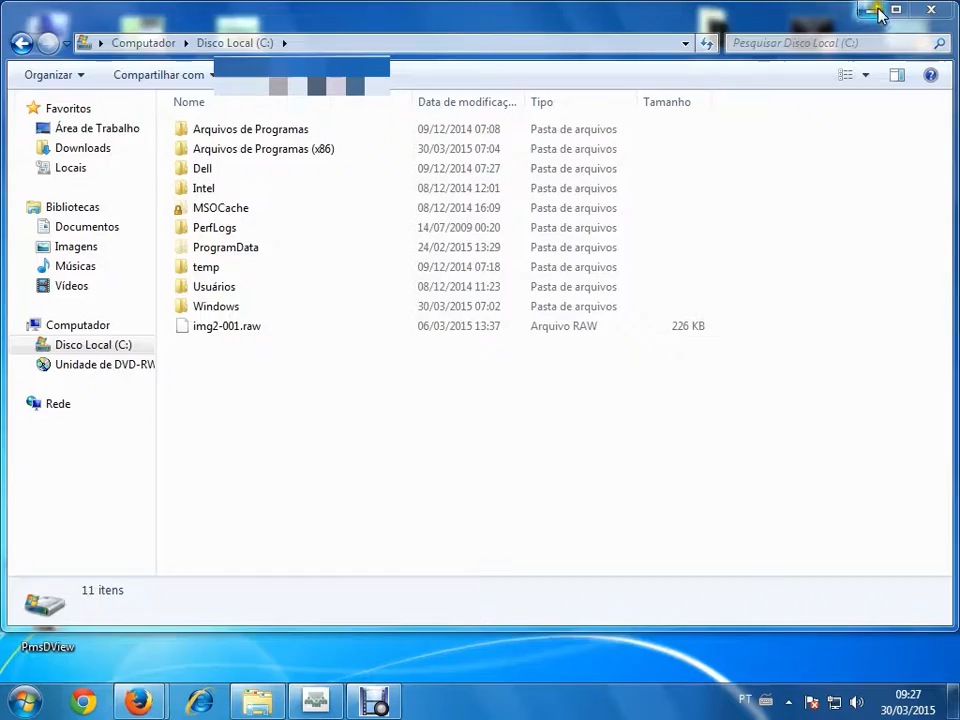 Computador Disco Local (C:) Pesquisar Disco Local (C:)
Organizar Compartilhar com
Nome Data de modificaç... Tipo Tamanho
Favoritos
Área de Trabalho
Downloads
Locais
Bibliotecas
Documentos
Imagens
Músicas
Vídeos
Computador
Disco Local (C:)
Unidade de DVD-RW
Rede
Arquivos de Programas 09/12/2014 07:08 Pasta de arquivos
Arquivos de Programas (x86) 30/03/2015 07:04 Pasta de arquivos
Dell 09/12/2014 07:27 Pasta de arquivos
Intel 08/12/2014 12:01 Pasta de arquivos
MSOCache 08/12/2014 16:09 Pasta de arquivos
PerfLogs 14/07/2009 00:20 Pasta de arquivos
ProgramData 24/02/2015 13:29 Pasta de arquivos
temp 09/12/2014 07:18 Pasta de arquivos
Usuários 08/12/2014 11:23 Pasta de arquivos
Windows 30/03/2015 07:02 Pasta de arquivos
img2-001.raw 06/03/2015 13:37 Arquivo RAW 226 KB
11 itens
PmsDView
PT
09:27
30/03/2015